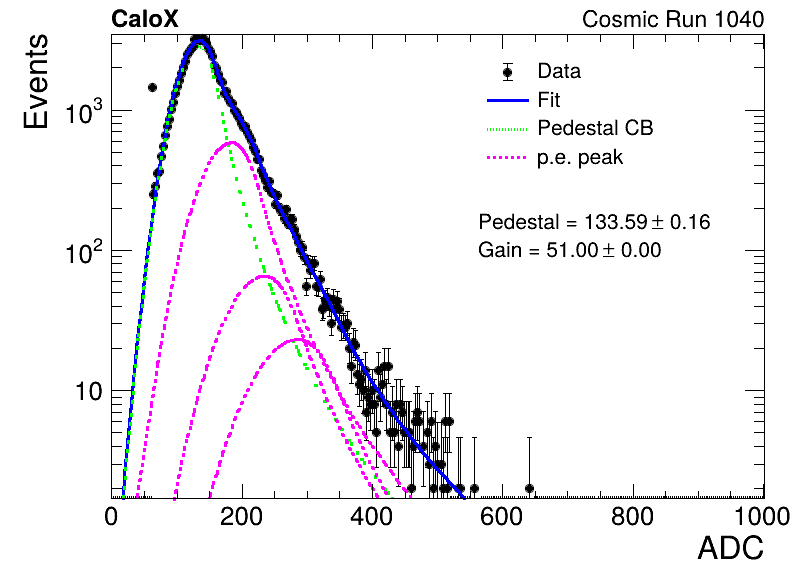 CaloX Cosmic Run 1040
Events
Data
Fit
Pedestal CB
p.e. peak
Pedestal = 133.59 ± 0.16
Gain = 51.00 ± 0.00
10³
10²
10
0 200 400 600 800 1000
ADC